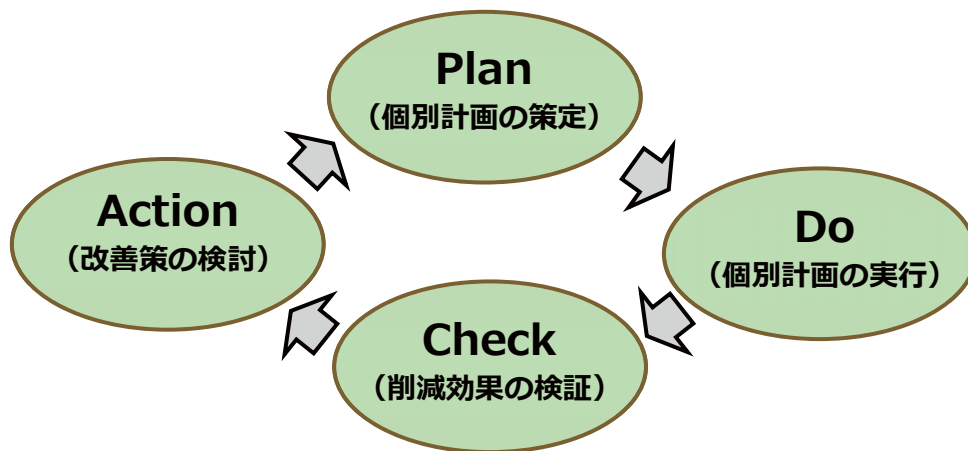 Plan
（個別計画の策定）
Do
（個別計画の実行）
Check
（削減効果の検証）
Action
（改善策の検討）